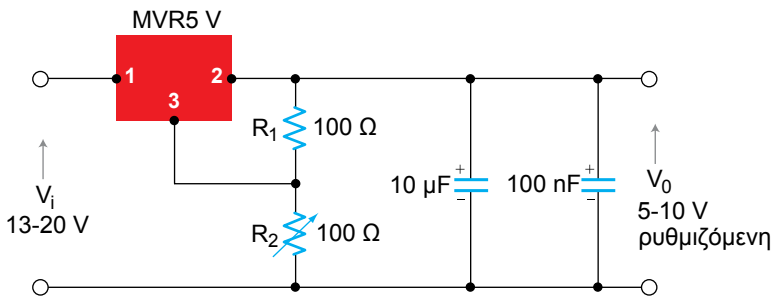 MVR5 V
1
2
3
R1
100 Ω
Vi
13-20 V
R2
100 Ω
10 μF
+
–
100 nF
+
–
V0
5-10 V
ρυθμιζόμενη